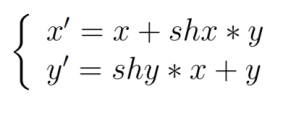 x′ = x + shx ∗ y
y′ = shy ∗ x + y